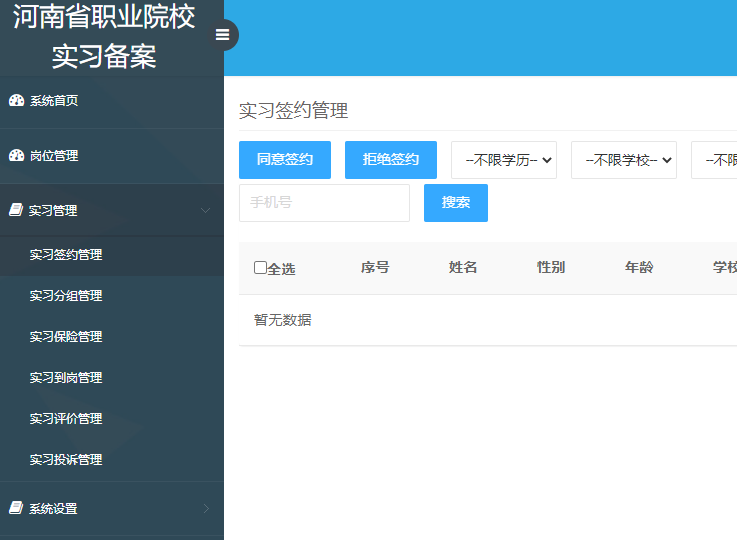 河南省职业院校
实习备案
系统首页
岗位管理
实习管理
实习签约管理
实习分组管理
实习保险管理
实习到岗管理
实习评价管理
实习投诉管理
系统设置
实习签约管理
同意签约 拒绝签约 --不限学历-- --不限学校-- --不限
手机号 搜索
全选 序号 姓名 性别 年龄 学校
暂无数据